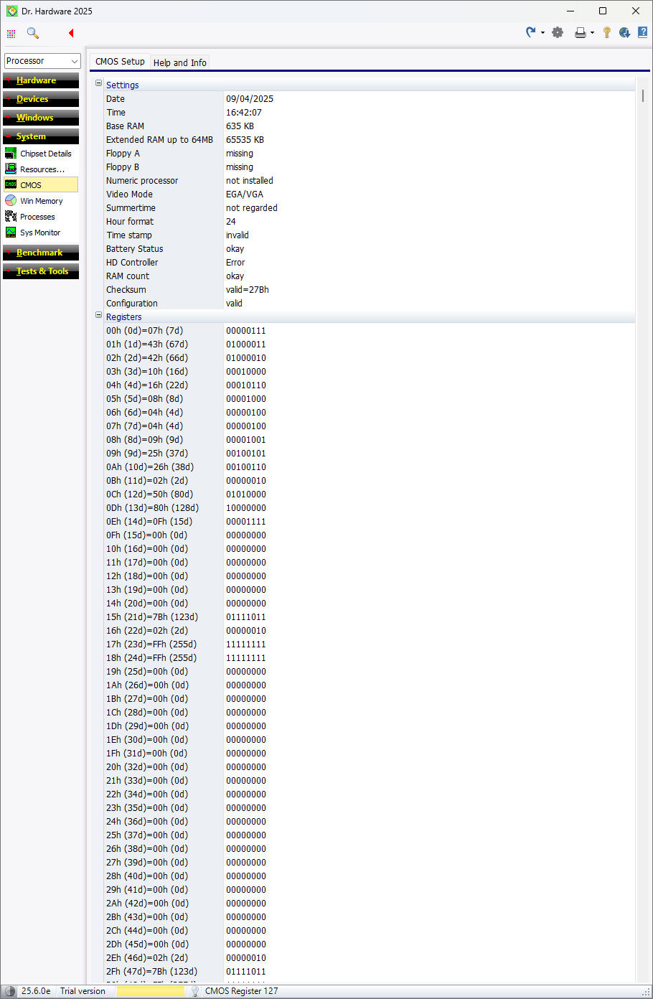 Dr. Hardware 2025
Processor
Hardware
Devices
Windows
System
Chipset Details
Resources...
CMOS
Win Memory
Processes
Sys Monitor
Benchmark
Tests & Tools
CMOS Setup Help and Info
Settings
Date 09/04/2025
Time 16:42:07
Base RAM 635 KB
Extended RAM up to 64MB 65535 KB
Floppy A missing
Floppy B missing
Numeric processor not installed
Video Mode EGA/VGA
Summertime not regarded
Hour format 24
Time stamp invalid
Battery Status okay
HD Controller Error
RAM count okay
Checksum valid=27Bh
Configuration valid
Registers
00h (0d)=07h (7d) 00000111
01h (1d)=43h (67d) 01000011
02h (2d)=42h (66d) 01000010
03h (3d)=10h (16d) 00010000
04h (4d)=16h (22d) 00010110
05h (5d)=08h (8d) 00001000
06h (6d)=04h (4d) 00000100
07h (7d)=04h (4d) 00000100
08h (8d)=09h (9d) 00001001
09h (9d)=25h (37d) 00100101
0Ah (10d)=26h (38d) 00100110
0Bh (11d)=02h (2d) 00000010
0Ch (12d)=50h (80d) 01010000
0Dh (13d)=80h (128d) 10000000
0Eh (14d)=0Fh (15d) 00001111
0Fh (15d)=00h (0d) 00000000
10h (16d)=00h (0d) 00000000
11h (17d)=00h (0d) 00000000
12h (18d)=00h (0d) 00000000
13h (19d)=00h (0d) 00000000
14h (20d)=00h (0d) 00000000
15h (21d)=7Bh (123d) 01111011
16h (22d)=02h (2d) 00000010
17h (23d)=FFh (255d) 11111111
18h (24d)=FFh (255d) 11111111
19h (25d)=00h (0d) 00000000
1Ah (26d)=00h (0d) 00000000
1Bh (27d)=00h (0d) 00000000
1Ch (28d)=00h (0d) 00000000
1Dh (29d)=00h (0d) 00000000
1Eh (30d)=00h (0d) 00000000
1Fh (31d)=00h (0d) 00000000
20h (32d)=00h (0d) 00000000
21h (33d)=00h (0d) 00000000
22h (34d)=00h (0d) 00000000
23h (35d)=00h (0d) 00000000
24h (36d)=00h (0d) 00000000
25h (37d)=00h (0d) 00000000
26h (38d)=00h (0d) 00000000
27h (39d)=00h (0d) 00000000
28h (40d)=00h (0d) 00000000
29h (41d)=00h (0d) 00000000
2Ah (42d)=00h (0d) 00000000
2Bh (43d)=00h (0d) 00000000
2Ch (44d)=00h (0d) 00000000
2Dh (45d)=00h (0d) 00000000
2Eh (46d)=02h (2d) 00000010
2Fh (47d)=7Bh (123d) 01111011
25.6.0e Trial version CMOS Register 127